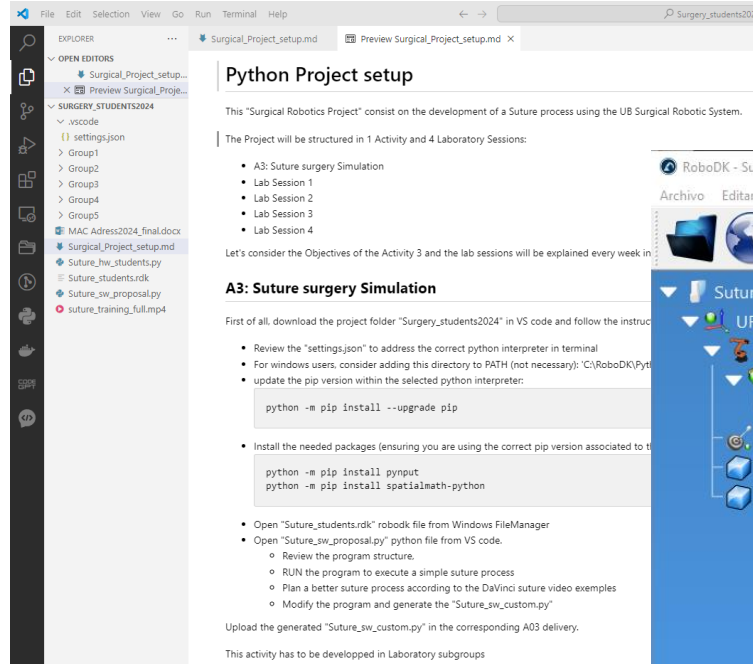 File Edit Selection View Go Run Terminal Help
Surgery_students202
EXPLORER
Surgical_Project_setup.md
Preview Surgical_Project_setup.md
OPEN EDITORS
Surgical_Project_setup...
Preview Surgical_Proje...
SURGERY_STUDENTS2024
.vscode
settings.json
Group1
Group2
Group3
Group4
Group5
MAC Adress2024_final.docx
Surgical_Project_setup.md
Suture_hw_students.py
Suture_students.rdk
Suture_sw_proposal.py
suture_training_full.mp4
Python Project setup
This "Surgical Robotics Project" consist on the development of a Suture process using the UB Surgical Robotic System.
The Project will be structured in 1 Activity and 4 Laboratory Sessions:
• A3: Suture surgery Simulation
• Lab Session 1
• Lab Session 2
• Lab Session 3
• Lab Session 4
Let's consider the Objectives of the Activity 3 and the lab sessions will be explained every week in
A3: Suture surgery Simulation
First of all, download the project folder "Surgery_students2024" in VS code and follow the instruc
• Review the "settings.json" to address the correct python interpreter in terminal
• For windows users, consider adding this directory to PATH (not necessary): 'C:\RoboDK\Pyt
• update the pip version within the selected python interpreter:
python -m pip install --upgrade pip
• Install the needed packages (ensuring you are using the correct pip version associated to t
python -m pip install pynput
python -m pip install spatialmath-python
• Open "Suture_students.rdk" robodk file from Windows FileManager
• Open "Suture_sw_proposal.py" python file from VS code.
Review the program structure,
RUN the program to execute a simple suture process
Plan a better suture process according to the DaVinci suture video exemples
Modify the program and generate the "Suture_sw_custom.py"
Upload the generated "Suture_sw_custom.py" in the corresponding A03 delivery.
This activity has to be developped in Laboratory subgroups
RoboDK - Su
Archivo Editar
Sutur
UR
CODE
GPT